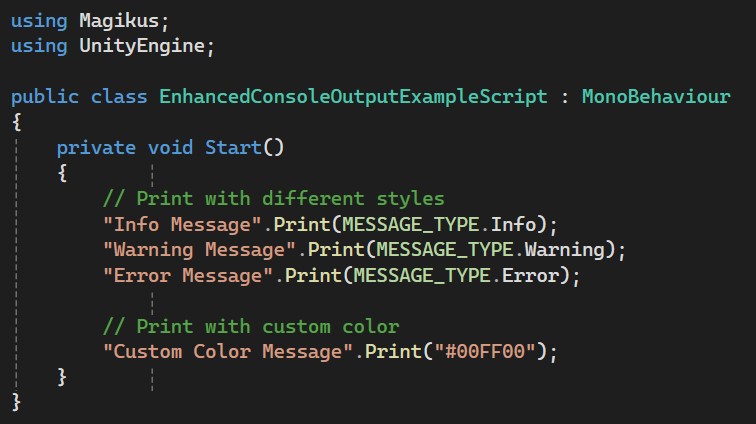 using Magikus;
using UnityEngine;

public class EnhancedConsoleOutputExampleScript : MonoBehaviour
{
    private void Start()
    {
        // Print with different styles
        "Info Message".Print(MESSAGE_TYPE.Info);
        "Warning Message".Print(MESSAGE_TYPE.Warning);
        "Error Message".Print(MESSAGE_TYPE.Error);

        // Print with custom color
        "Custom Color Message".Print("#00FF00");
    }
}